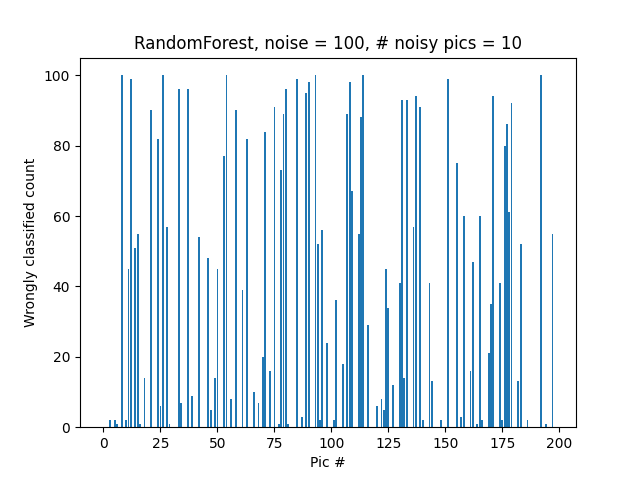 RandomForest, noise = 100, # noisy pics = 10
Wrongly classified count
100
80
60
40
20
0
0 25 50 75 100 125 150 175 200
Pic #